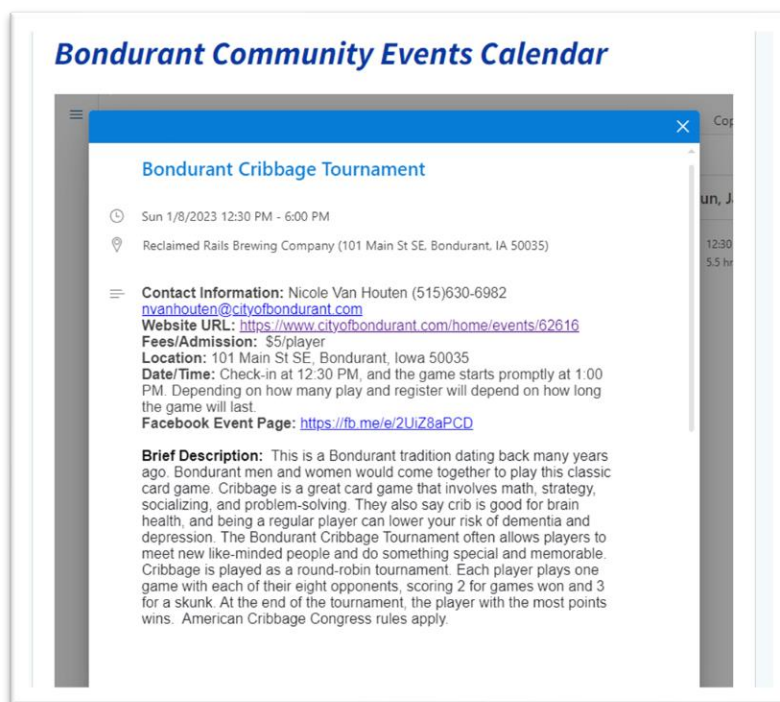 Bondurant Community Events Calendar
Bondurant Cribbage Tournament
Sun 1/8/2023 12:30 PM - 6:00 PM
Reclaimed Rails Brewing Company (101 Main St SE, Bondurant, IA 50035)
Contact Information: Nicole Van Houten (515)630-6982
nvanhouten@cityofbondurant.com
Website URL: https://www.cityofbondurant.com/home/events/62616
Fees/Admission: $5/player
Location: 101 Main St SE, Bondurant, Iowa 50035
Date/Time: Check-in at 12:30 PM, and the game starts promptly at 1:00
PM. Depending on how many play and register will depend on how long
the game will last.
Facebook Event Page: https://fb.me/e/2UiZ8aPCD
Brief Description: This is a Bondurant tradition dating back many years
ago. Bondurant men and women would come together to play this classic
card game. Cribbage is a great card game that involves math, strategy,
socializing, and problem-solving. They also say crib is good for brain
health, and being a regular player can lower your risk of dementia and
depression. The Bondurant Cribbage Tournament often allows players to
meet new like-minded people and do something special and memorable.
Cribbage is played as a round-robin tournament. Each player plays one
game with each of their eight opponents, scoring 2 for games won and 3
for a skunk. At the end of the tournament, the player with the most points
wins. American Cribbage Congress rules apply.
Cop
un, J
12:30
5.5 hr